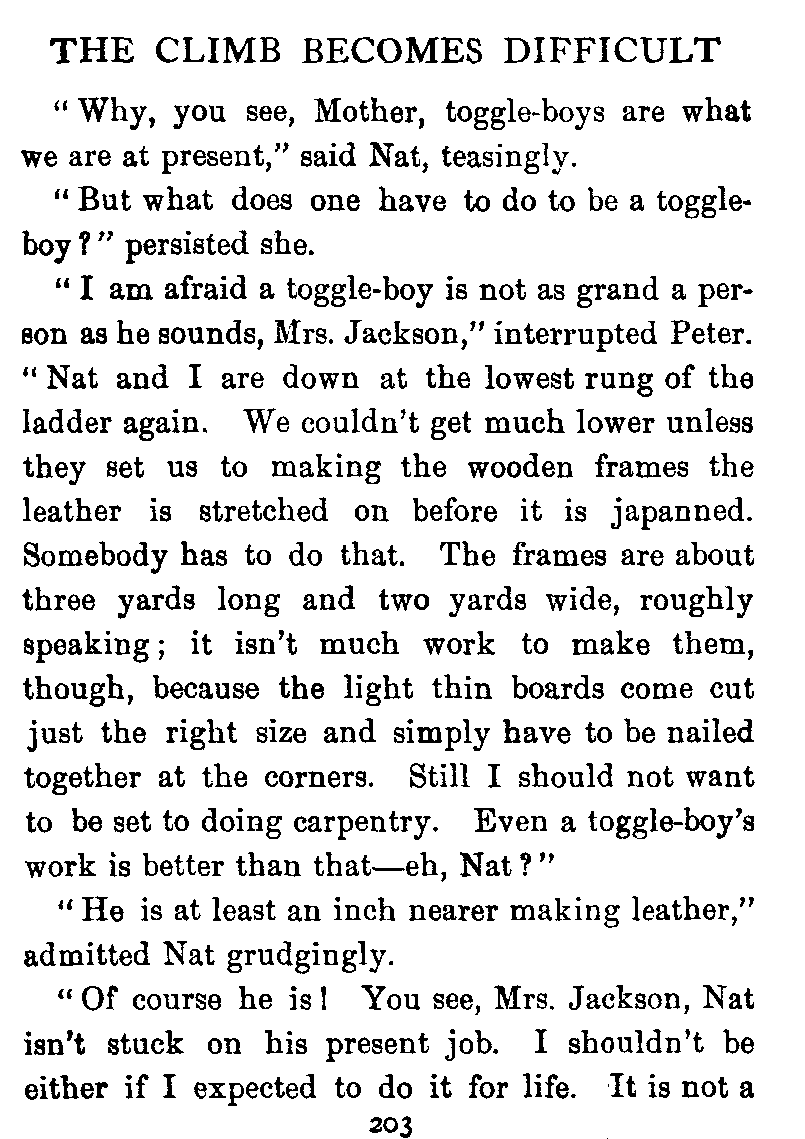 THE CLIMB BECOMES DIFFICULT
“Why, you see, Mother, toggle-boys are what
we are at present,” said Nat, teasingly.
“But what does one have to do to be a toggle-
boy?” persisted she.
“I am afraid a toggle-boy is not as grand a per-
son as he sounds, Mrs. Jackson,” interrupted Peter.
“Nat and I are down at the lowest rung of the
ladder again. We couldn't get much lower unless
they set us to making the wooden frames the
leather is stretched on before it is japanned.
Somebody has to do that. The frames are about
three yards long and two yards wide, roughly
speaking; it isn't much work to make them,
though, because the light thin boards come cut
just the right size and simply have to be nailed
together at the corners. Still I should not want
to be set to doing carpentry. Even a toggle-boy's
work is better than that—eh, Nat?”
“He is at least an inch nearer making leather,”
admitted Nat grudgingly.
“Of course he is! You see, Mrs. Jackson, Nat
isn't stuck on his present job. I shouldn't be
either if I expected to do it for life. It is not a
203